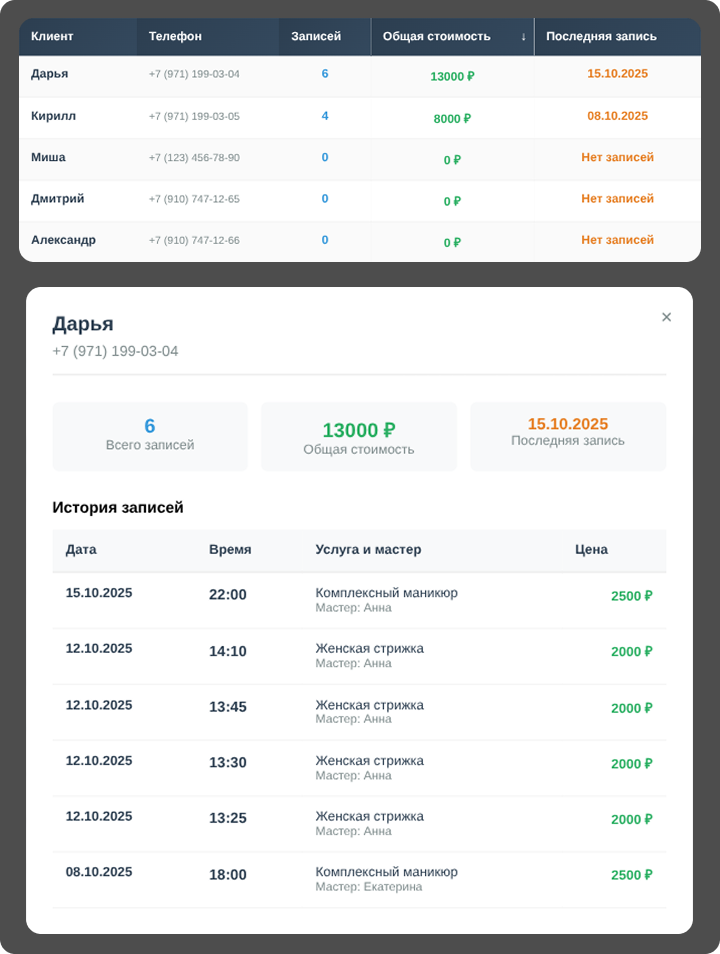 Клиент Телефон Записей Общая стоимость ↓ Последняя запись
Дарья +7 (971) 199-03-04 6 13000 ₽ 15.10.2025
Кирилл +7 (971) 199-03-05 4 8000 ₽ 08.10.2025
Миша +7 (123) 456-78-90 0 0 ₽ Нет записей
Дмитрий +7 (910) 747-12-65 0 0 ₽ Нет записей
Александр +7 (910) 747-12-66 0 0 ₽ Нет записей
Дарья ×
+7 (971) 199-03-04
6 13000 ₽ 15.10.2025
Всего записей Общая стоимость Последняя запись
История записей
Дата Время Услуга и мастер Цена
15.10.2025 22:00 Комплексный маникюр 2500 ₽
Мастер: Анна
12.10.2025 14:10 Женская стрижка 2000 ₽
Мастер: Анна
12.10.2025 13:45 Женская стрижка 2000 ₽
Мастер: Анна
12.10.2025 13:30 Женская стрижка 2000 ₽
Мастер: Анна
12.10.2025 13:25 Женская стрижка 2000 ₽
Мастер: Анна
08.10.2025 18:00 Комплексный маникюр 2500 ₽
Мастер: Екатерина